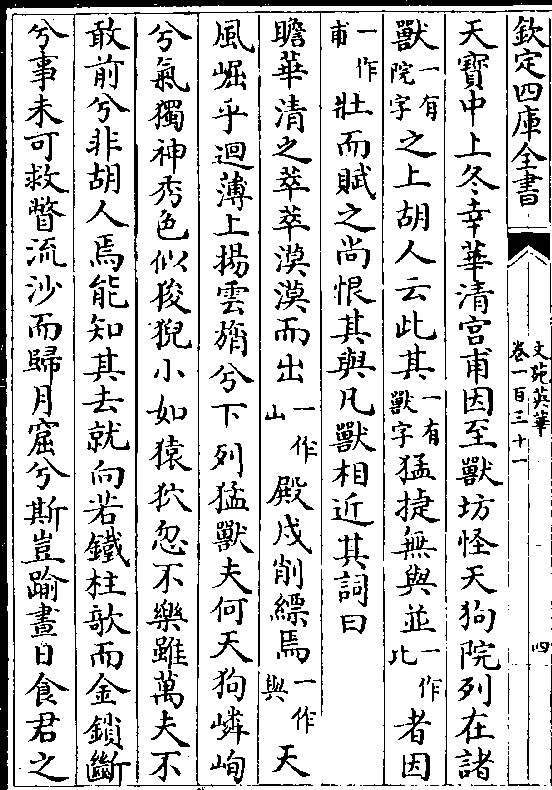 欽定四庫全書
文苑英華
卷一百三十一
四
天寶中上冬幸華清宮甫因至獸坊怪天狗院列在諸
獸一有院字之上胡人云此其一有獸字猛捷無與並一作比者因
一作甫壯而賦之尚恨其與凡獸相近其詞曰
瞻華清之萃萃漠漠而出一作山殿戍削縹焉一作與天
風崛乎迴薄上揚雲旓兮下列猛獸夫何天狗嶙峋
兮氣獨神秀色似狻猊小如猿狖忽不樂雖萬夫不
敢前兮非胡人焉能知其去就向若鐵柱欹而金鎖斷
兮事未可救瞥流沙而歸月窟兮斯豈踰晝日食君之